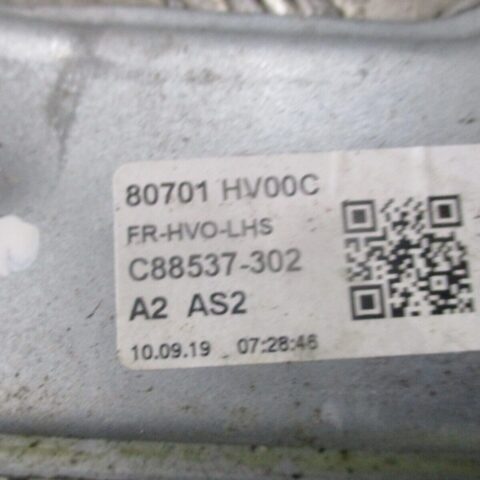 80701 HV00C
FR-HVO-LHS
C88537-302
A2 AS2
10.09.19 07:28:46